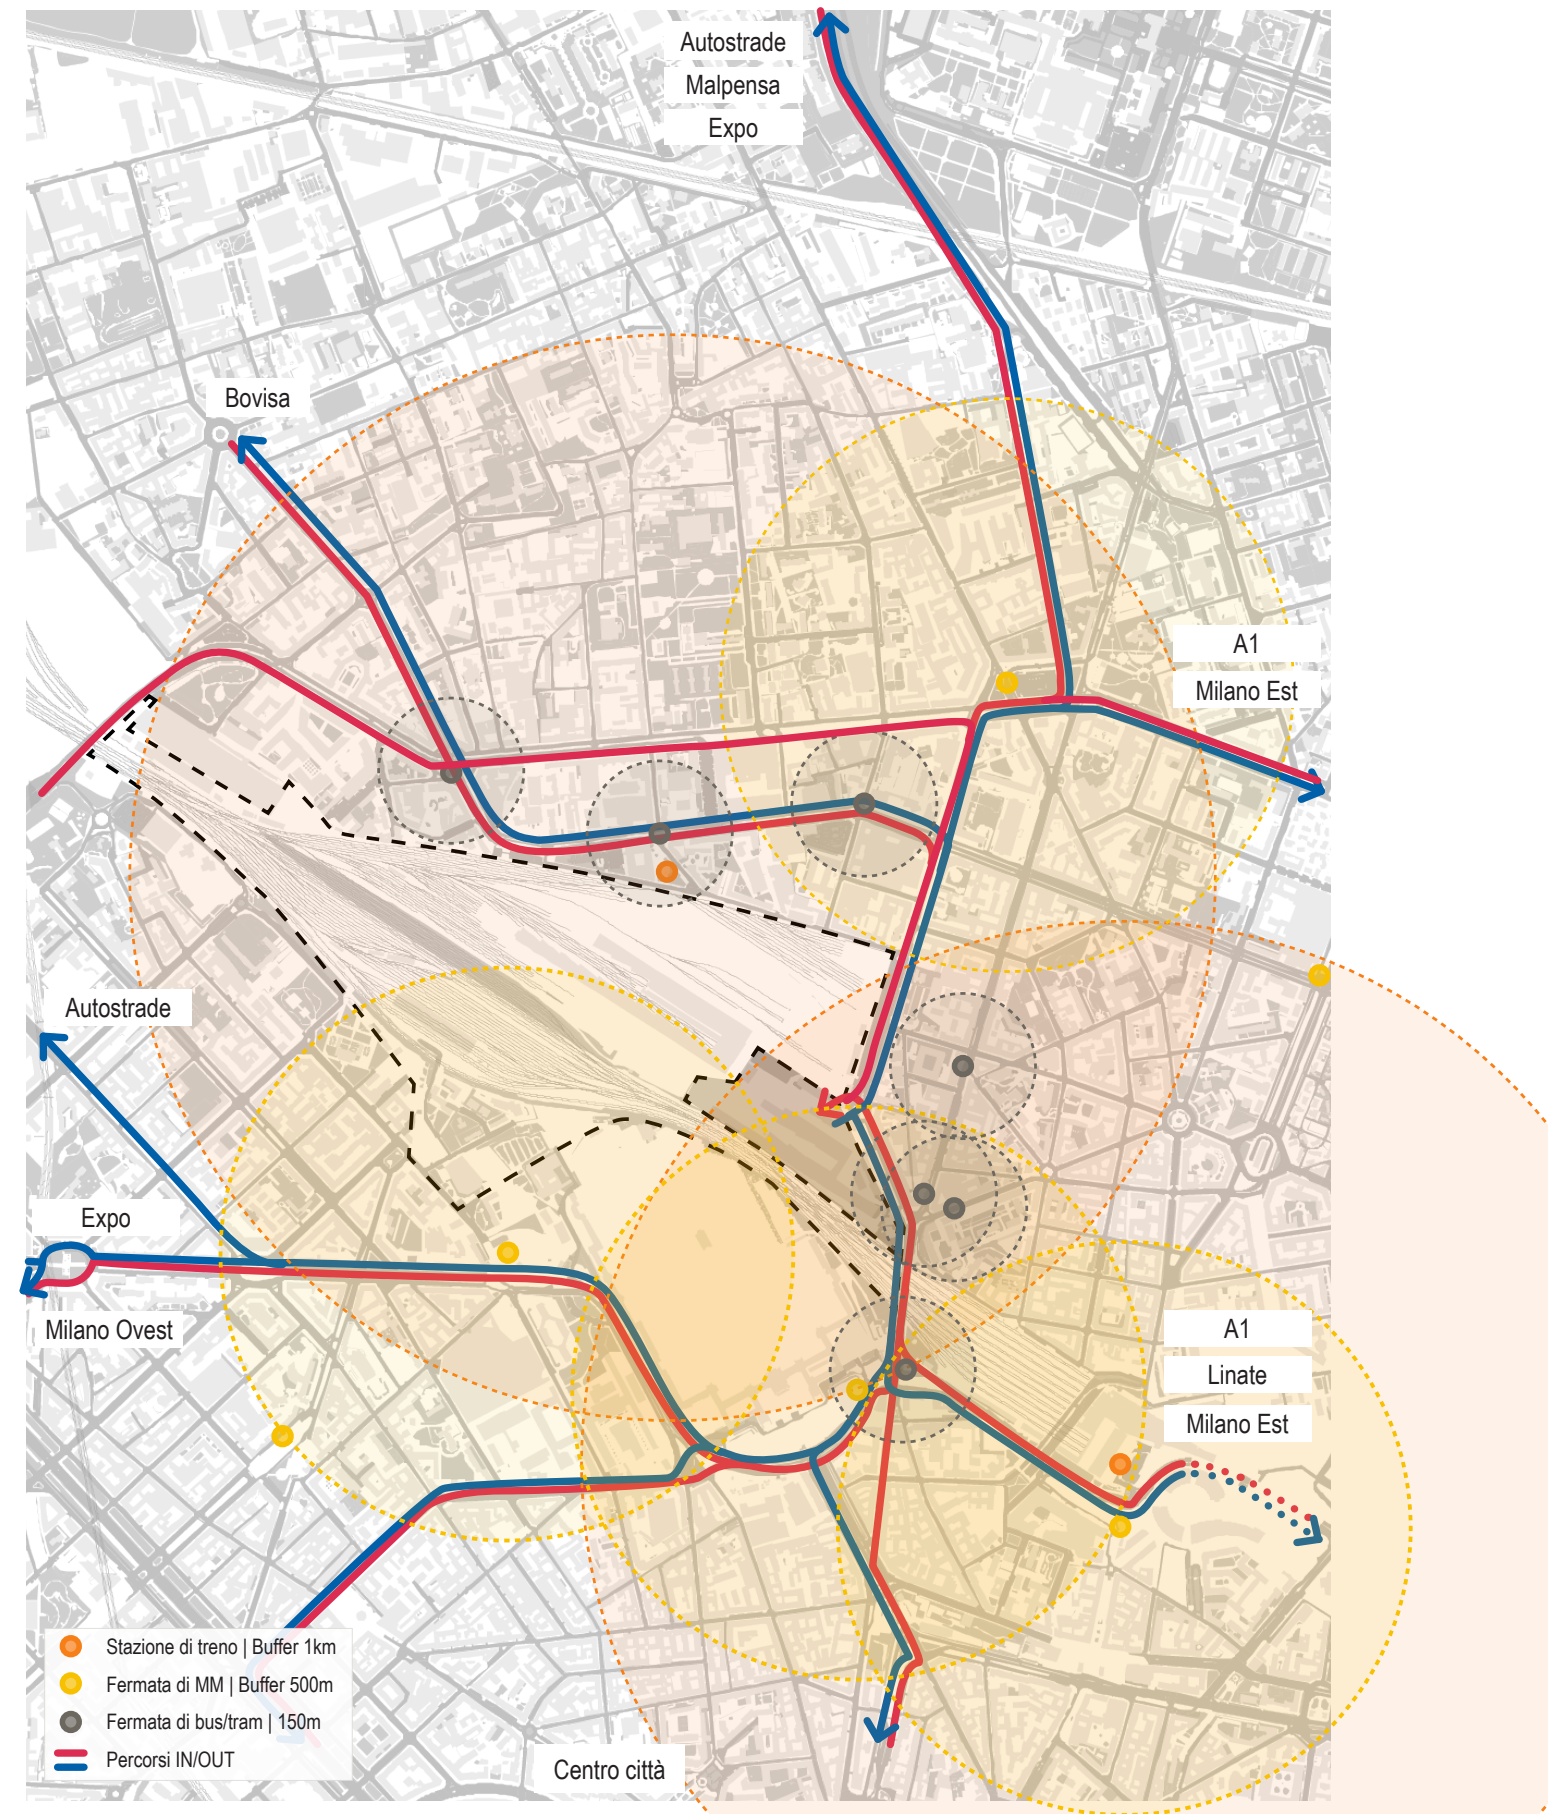 Autostrade
Malpensa
Expo
Bovisa
A1
Milano Est
Autostrade
Expo
Milano Ovest
A1
Linate
Milano Est
Stazione di treno | Buffer 1km
Fermata di MM | Buffer 500m
Fermata di bus/tram | 150m
Percorsi IN/OUT
Centro città